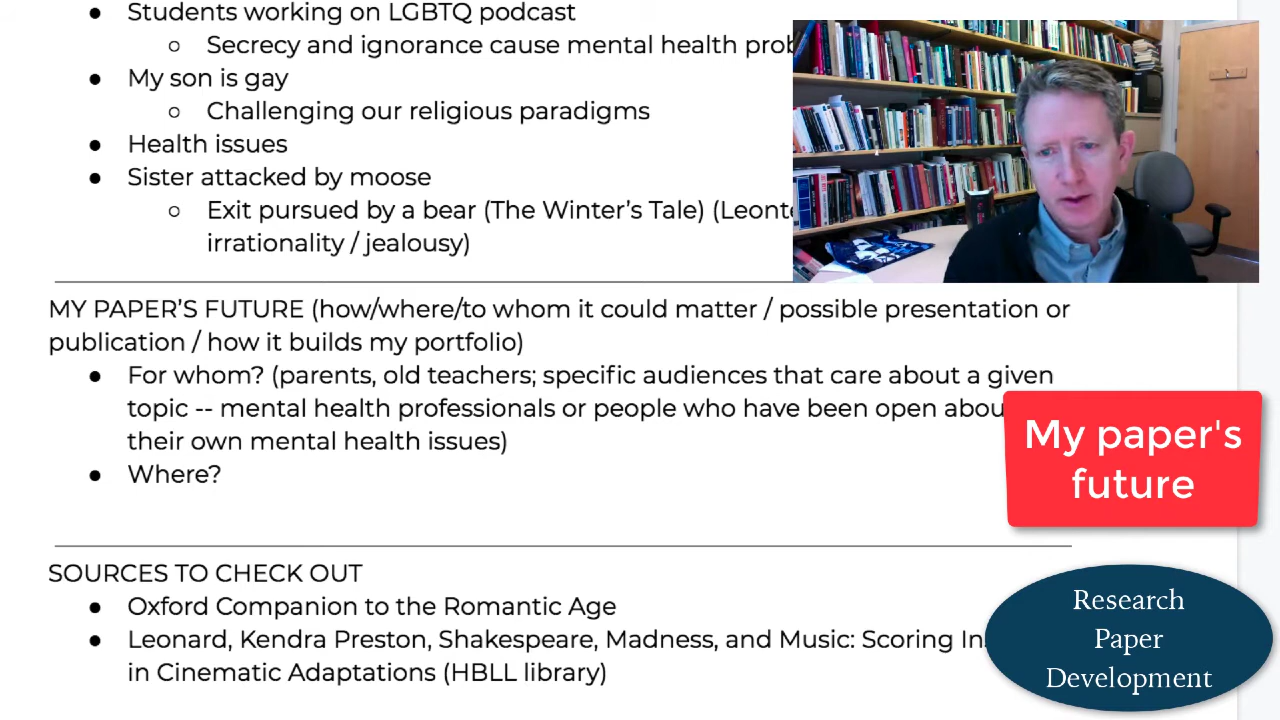 ● Students working on LGBTQ podcast
○ Secrecy and ignorance cause mental health
● My son is gay
○ Challenging our religious paradigms
● Health issues
● Sister attacked by moose
○ Exit pursued by a bear (The Winter's Tale)
irrationality / jealousy)
MY PAPER'S FUTURE (how/where/to whom it could matter / possible presentation or
publication / how it builds my portfolio)
● For whom? (parents, old teachers; specific audiences that care about a given
topic -- mental health professionals or people who have been open
their own mental health issues)
● Where?
My paper's
future
SOURCES TO CHECK OUT
● Oxford Companion to the Romantic Age
● Leonard, Kendra Preston, Shakespeare, Madness, and Music: Scoring
in Cinematic Adaptations (HBLL library)
Research
Paper
Development